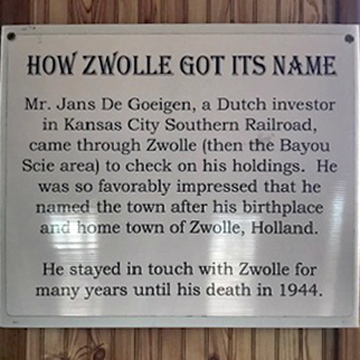 HOW ZWOLLE GOT ITS NAME
Mr. Jans De Goeigen, a Dutch investor
in Kansas City Southern Railroad,
came through Zwolle (then the Bayou
Scie area) to check on his holdings. He
was so favorably impressed that he
named the town after his birthplace
and home town of Zwolle, Holland.
He stayed in touch with Zwolle for
many years until his death in 1944.